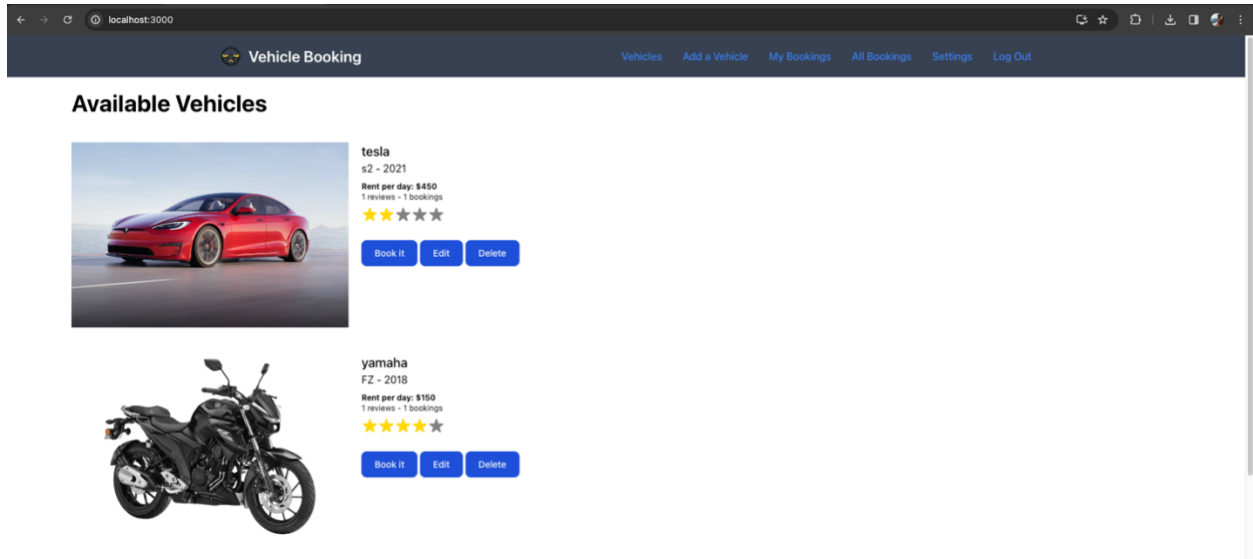 localhost:3000
Vehicle Booking Vehicles Add a Vehicle My Bookings All Bookings Settings Log Out
Available Vehicles
tesla
s2 - 2021
Rent per day: $450
1 reviews - 1 bookings
Book it Edit Delete
yamaha
FZ - 2018
Rent per day: $150
1 reviews - 1 bookings
Book it Edit Delete